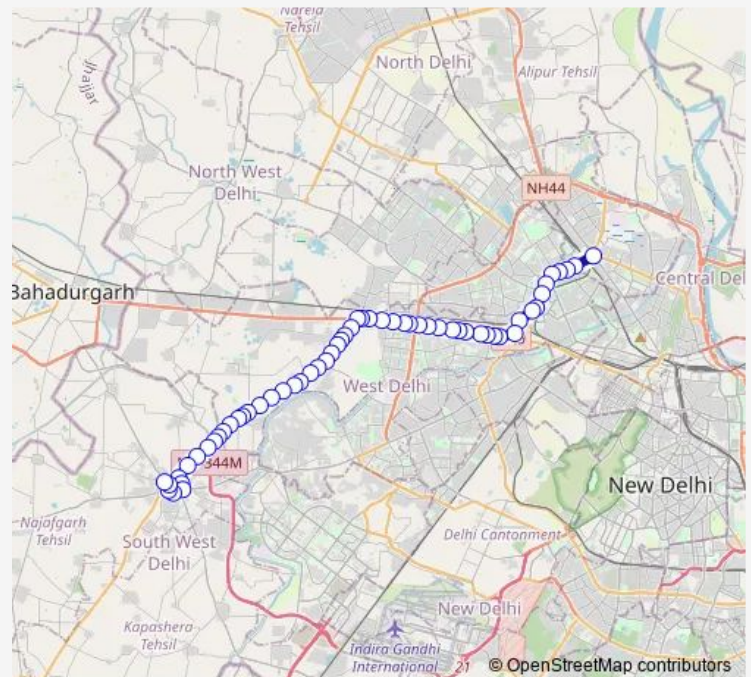 Narela
Tehsil
North Delhi
Alipur Tehsil
Jhajjar
North West
Delhi
NH44
Bahadurgarh
Central Del
West Delhi
344M
New Delhi
Najafgarh
Tehsil
South West
Delhi
Delhi Cantonment
New Delhi
Kapashera
Tehsil
Indira Gandhi
International
21
© OpenStreetMap contributors